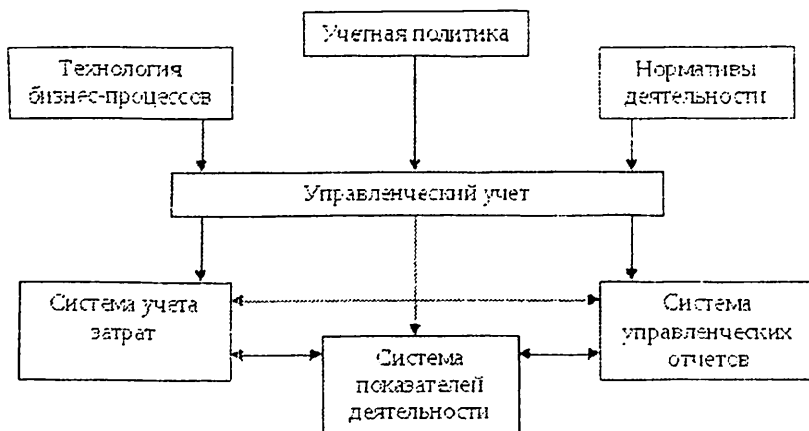 Учетная политика
Технология
бизнес-процессов
Нормативы
деятельности
Управленческий учет
Система учета
затрат
Система
показателей
деятельности
Система
управленческих
отчетов